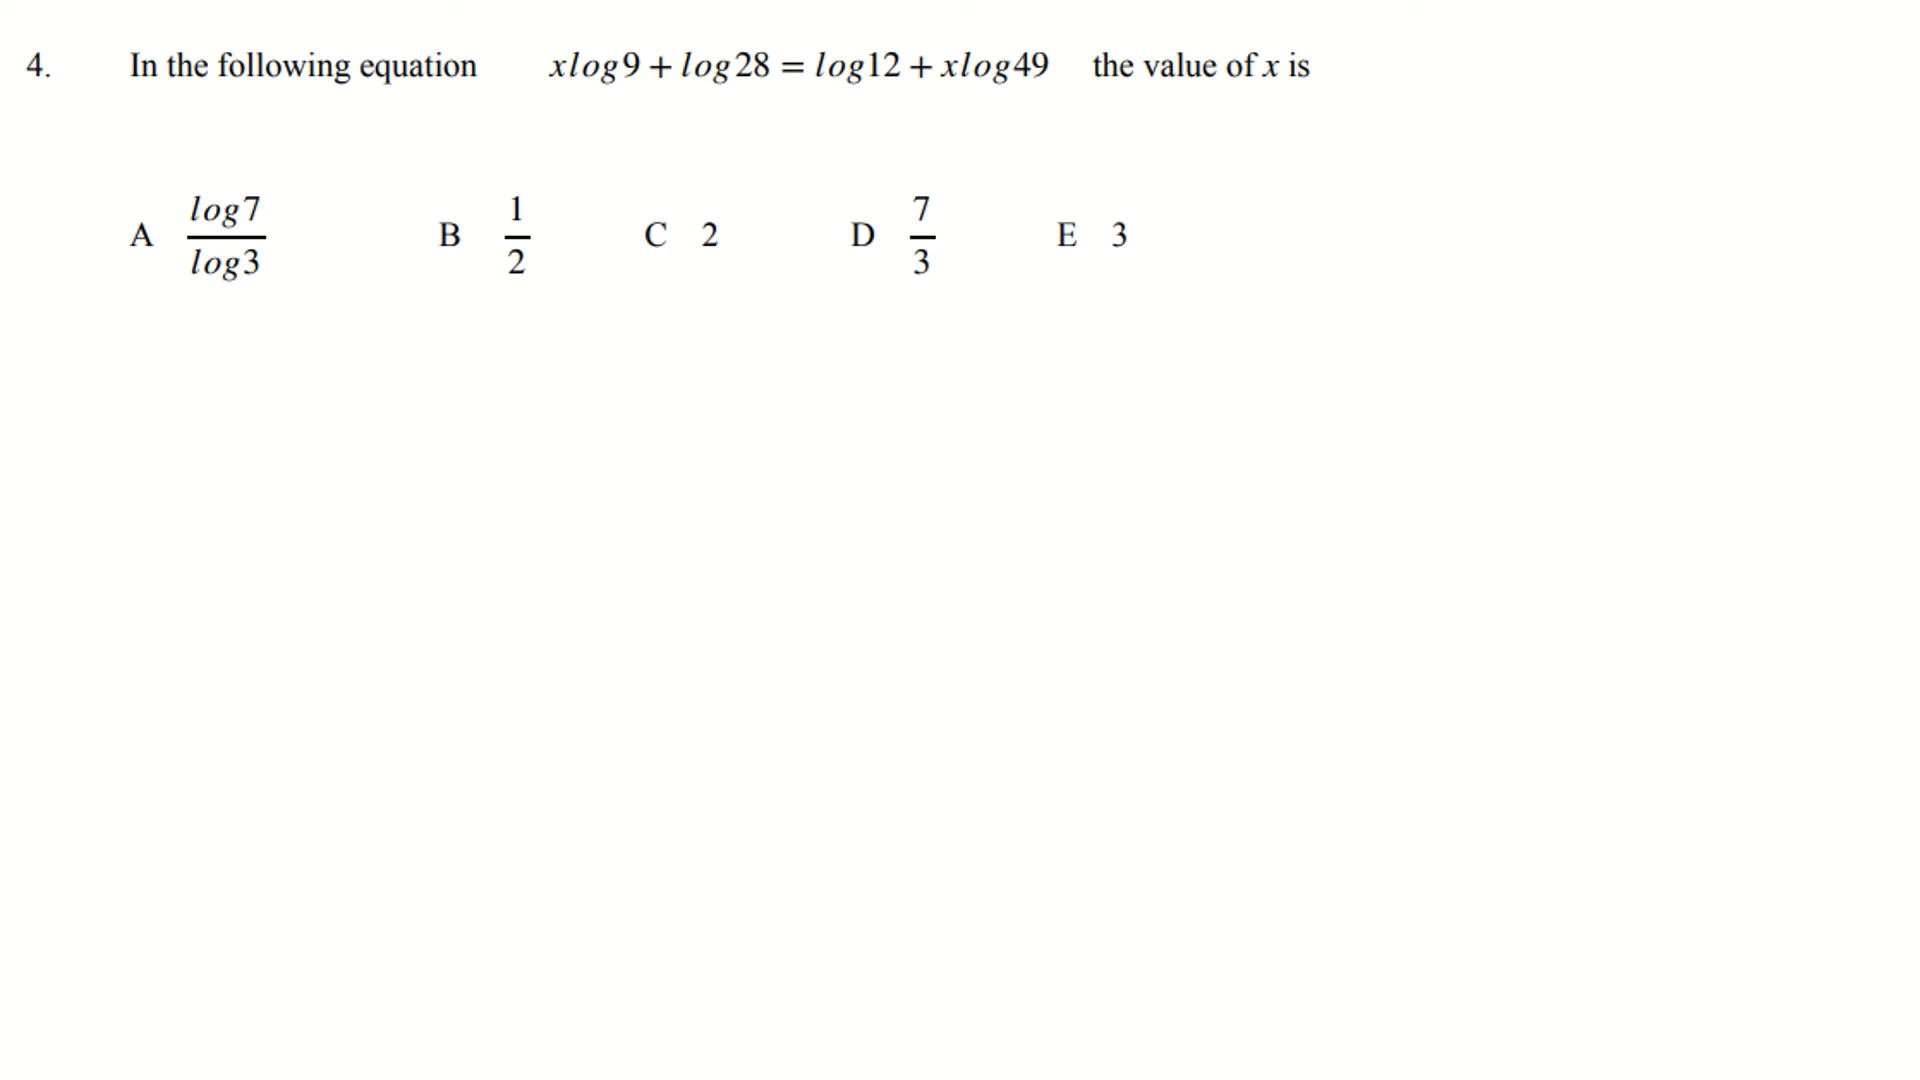 4. In the following equation xlog9 + log28 = log12 + xlog49 the value of x is
A log7/log3 B 1/2 C 2 D 7/3 E 3